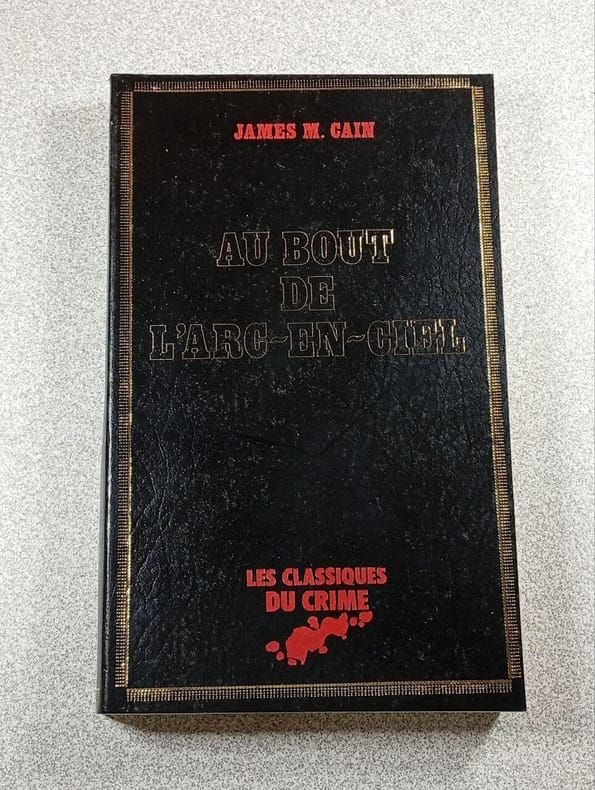 JAMES M. CAIN
AU BOUT
DE
L'ARC~EN~CIEL
LES CLASSIQUES
DU CRIME